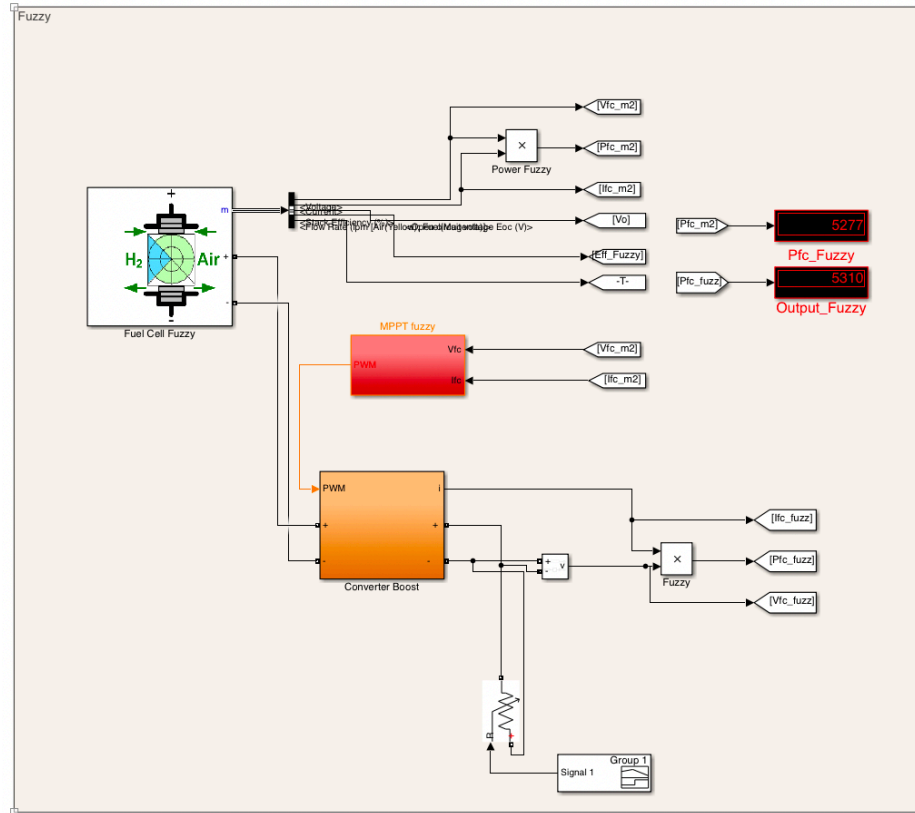 Fuzzy
[Vfc_m2]
×
[Pfc_m2]
Power Fuzzy
[Ifc_m2]
m
<Voltage>
<Current>
<Stack Efficiency (%)>
[Vo]
[Pfc_m2]
5277
Pfc_Fuzzy
+
H₂
Air
+
-
-
Fuel Cell Fuzzy
[Eff_Fuzzy]
-T-
[Pfc_fuzz]
5310
Output_Fuzzy
MPPT fuzzy
Vfc
[Vfc_m2]
PWM
Ifc
[Ifc_m2]
PWM
i
+
+
-
-
Converter Boost
+
-
v
×
Fuzzy
[Ifc_fuzz]
[Pfc_fuzz]
[Vfc_fuzz]
R
+
Group 1
Signal 1